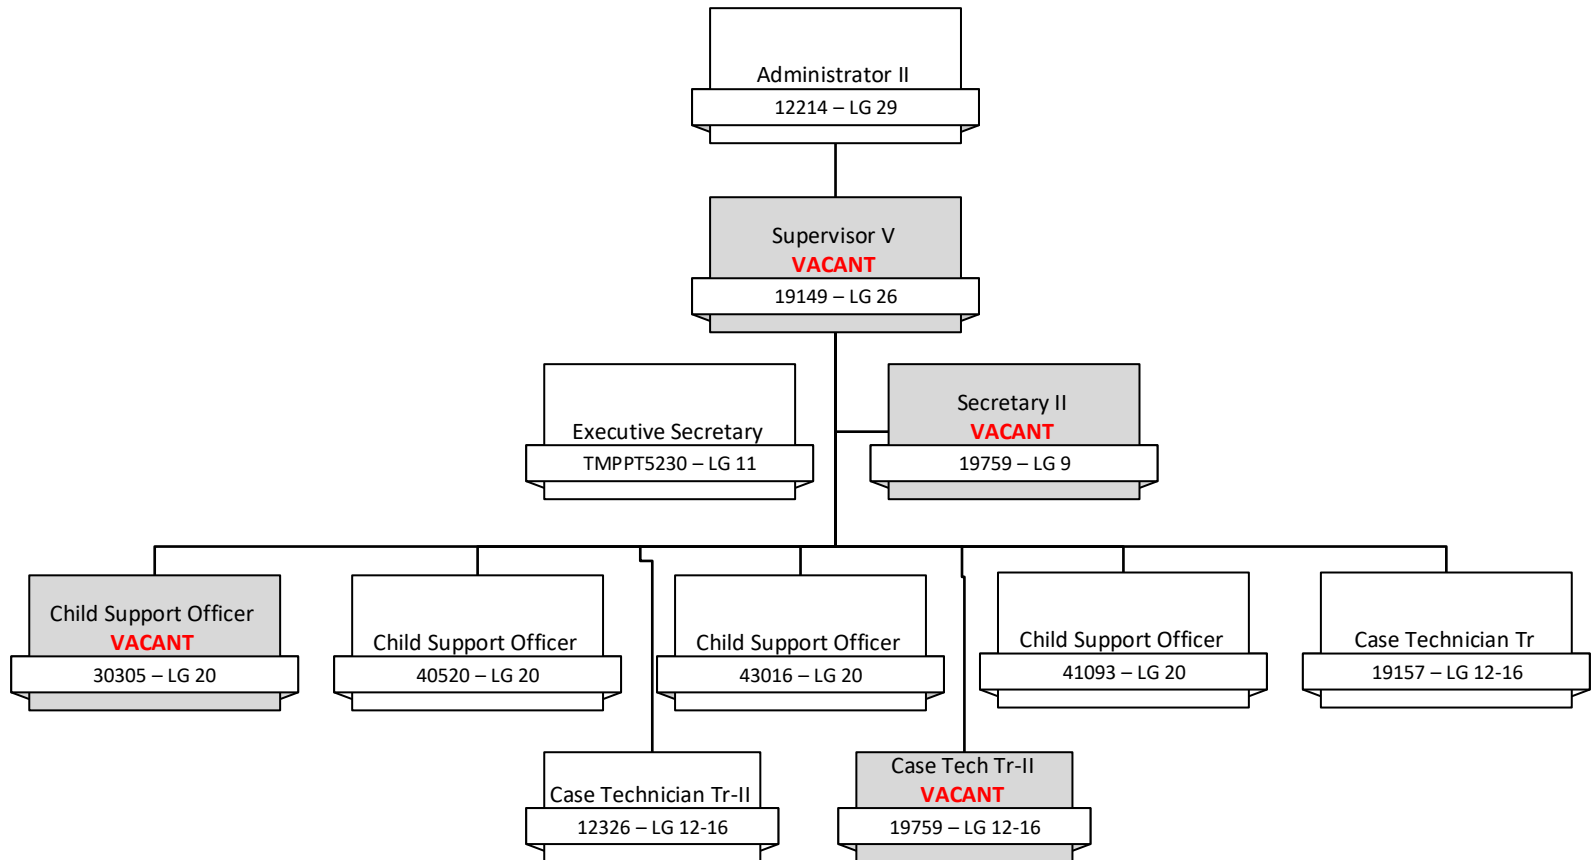 Administrator II
12214 – LG 29
Supervisor V
VACANT
19149 – LG 26
Executive Secretary
TMPPT5230 – LG 11
Secretary II
VACANT
19759 – LG 9
Child Support Officer
VACANT
30305 – LG 20
Child Support Officer
40520 – LG 20
Child Support Officer
43016 – LG 20
Child Support Officer
41093 – LG 20
Case Technician Tr
19157 – LG 12-16
Case Technician Tr-II
12326 – LG 12-16
Case Tech Tr-II
VACANT
19759 – LG 12-16